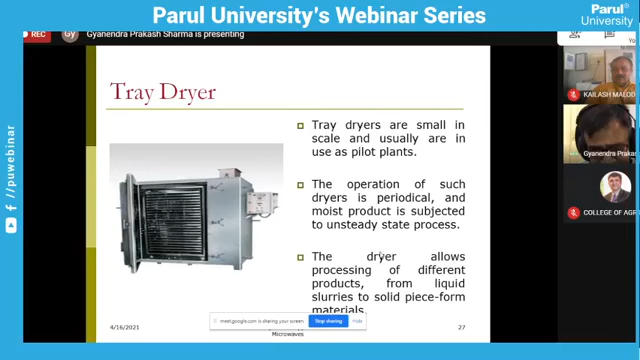 Parul University's Webinar Series
Parul®
University
REC
Gy
Gyanendra Prakash Sharma is presenting
Yo
KAILASH MALOD
Gyanendra Prakas
COLLEGE OF AGR
Tray Dryer
Tray dryers are small in
scale and usually are in
use as pilot plants.
The operation of such
dryers is periodical, and
moist product is subjected
to unsteady state process.
The dryer allows
processing of different
products, from liquid
slurries to solid piece-form
materials.
meet.google.com is sharing your screen.
Stop sharing
Hide
4/16/2021
Microwaves
27
/puwebinar